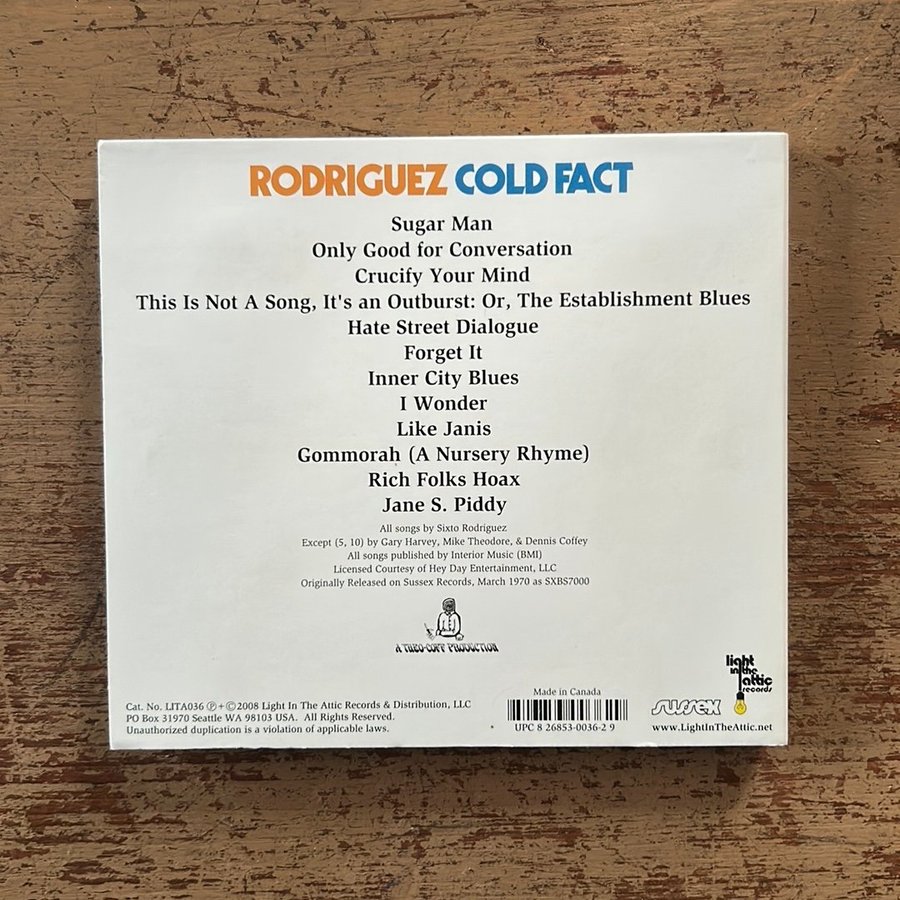 RODRIGUEZ COLD FACT
Sugar Man
Only Good for Conversation
Crucify Your Mind
This Is Not A Song, It's an Outburst: Or, The Establishment Blues
Hate Street Dialogue
Forget It
Inner City Blues
I Wonder
Like Janis
Gommorah (A Nursery Rhyme)
Rich Folks Hoax
Jane S. Piddy
All songs by Sixto Rodriguez
Except (5, 10) by Gary Harvey, Mike Theodore, & Dennis Coffey
All songs published by Interior Music (BMI)
Licensed Courtesy of Hey Day Entertainment, LLC
Originally Released on Sussex Records, March 1970 as SXBS7000
A THEO-COFF PRODUCTION
Cat. No. LITA036 ℗+©2008 Light In The Attic Records & Distribution, LLC
PO Box 31970 Seattle WA 98103 USA. All Rights Reserved.
Unauthorized duplication is a violation of applicable laws.
Made in Canada
UPC 8 26853-0036-2 9
sussex
light
in the
attic
records
www.LightInTheAttic.net